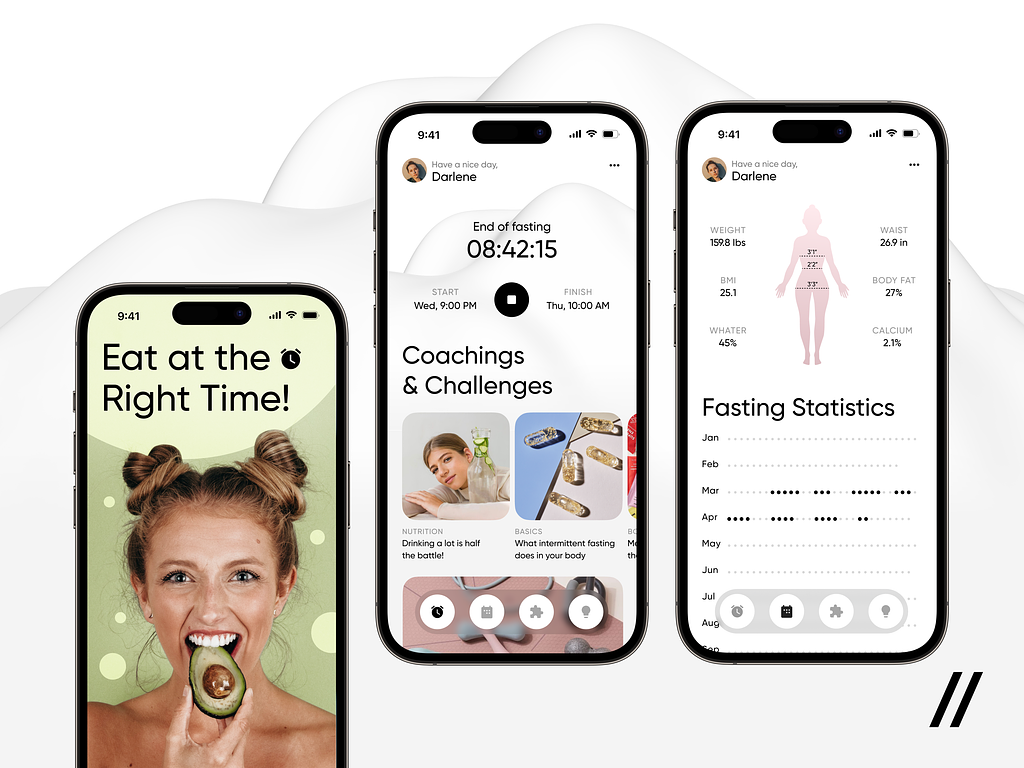 9:41
Eat at the
Right Time!
9:41
Have a nice day,
Darlene
End of fasting
08:42:15
START
Wed, 9:00 PM
FINISH
Thu, 10:00 AM
Coachings
& Challenges
NUTRITION
Drinking a lot is half
the battle!
BASICS
What intermittent fasting
does in your body
9:41
Have a nice day,
Darlene
WEIGHT
159.8 lbs
WAIST
26.9 in
3'1"
2'2"
3'3"
BMI
25.1
BODY FAT
27%
WHATER
45%
CALCIUM
2.1%
Fasting Statistics
Jan
Feb
Mar
Apr
May
Jun
Jul
Aug